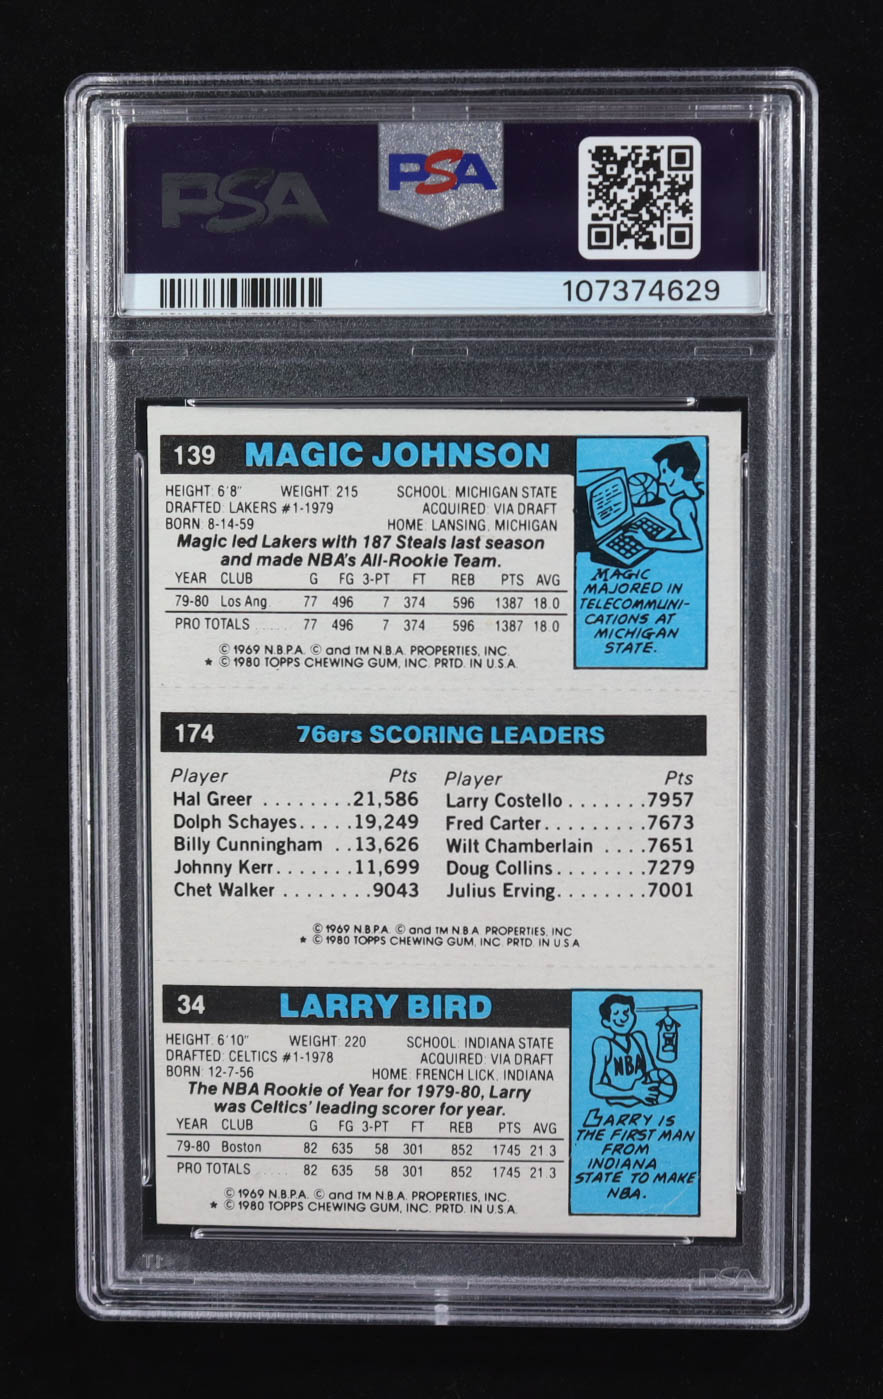 PSA
PSA
107374629
139 MAGIC JOHNSON
HEIGHT: 6'8" WEIGHT: 215 SCHOOL: MICHIGAN STATE
DRAFTED: LAKERS #1-1979 ACQUIRED: VIA DRAFT
BORN: 8-14-59 HOME: LANSING, MICHIGAN
Magic led Lakers with 187 Steals last season
and made NBA's All-Rookie Team.
YEAR CLUB G FG 3-PT FT REB PTS AVG
79-80 Los Ang 77 496 7 374 596 1387 18.0
PRO TOTALS ..... 77 496 7 374 596 1387 18.0
© 1969 N.B.P.A. © and TM N.B.A. PROPERTIES, INC.
* © 1980 TOPPS CHEWING GUM, INC. PRTD. IN U.S.A.
MAGIC
MAJORED IN
TELECOMMUNI-
CATIONS AT
MICHIGAN
STATE.
174 76ers SCORING LEADERS
Player Pts Player Pts
Hal Greer ........21,586 Larry Costello.......7957
Dolph Schayes.....19,249 Fred Carter.........7673
Billy Cunningham ..13,626 Wilt Chamberlain ....7651
Johnny Kerr.......11,699 Doug Collins........7279
Chet Walker ........9043 Julius Erving........7001
© 1969 N.B.P.A. © and TM N.B.A. PROPERTIES, INC.
* © 1980 TOPPS CHEWING GUM, INC. PRTD. IN U.S.A.
34 LARRY BIRD
HEIGHT: 6'10" WEIGHT: 220 SCHOOL: INDIANA STATE
DRAFTED: CELTICS #1-1978 ACQUIRED: VIA DRAFT
BORN: 12-7-56 HOME: FRENCH LICK, INDIANA
The NBA Rookie of Year for 1979-80, Larry
was Celtics' leading scorer for year.
YEAR CLUB G FG 3-PT FT REB PTS AVG
79-80 Boston 82 635 58 301 852 1745 21.3
PRO TOTALS ..... 82 635 58 301 852 1745 21.3
© 1969 N.B.P.A. © and TM N.B.A. PROPERTIES, INC.
* © 1980 TOPPS CHEWING GUM, INC. PRTD. IN U.S.A.
NBA
LARRY IS
THE FIRST MAN
FROM
INDIANA
STATE TO MAKE
NBA.
PSA